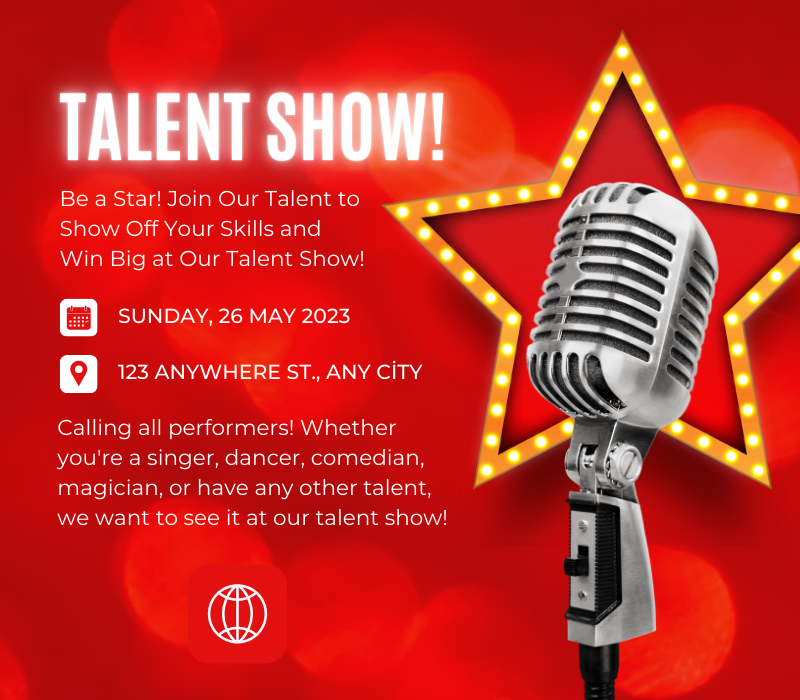 TALENT SHOW!
Be a Star! Join Our Talent to
Show Off Your Skills and
Win Big at Our Talent Show!
SUNDAY, 26 MAY 2023
123 ANYWHERE ST., ANY CİTY
Calling all performers! Whether
you're a singer, dancer, comedian,
magician, or have any other talent,
we want to see it at our talent show!